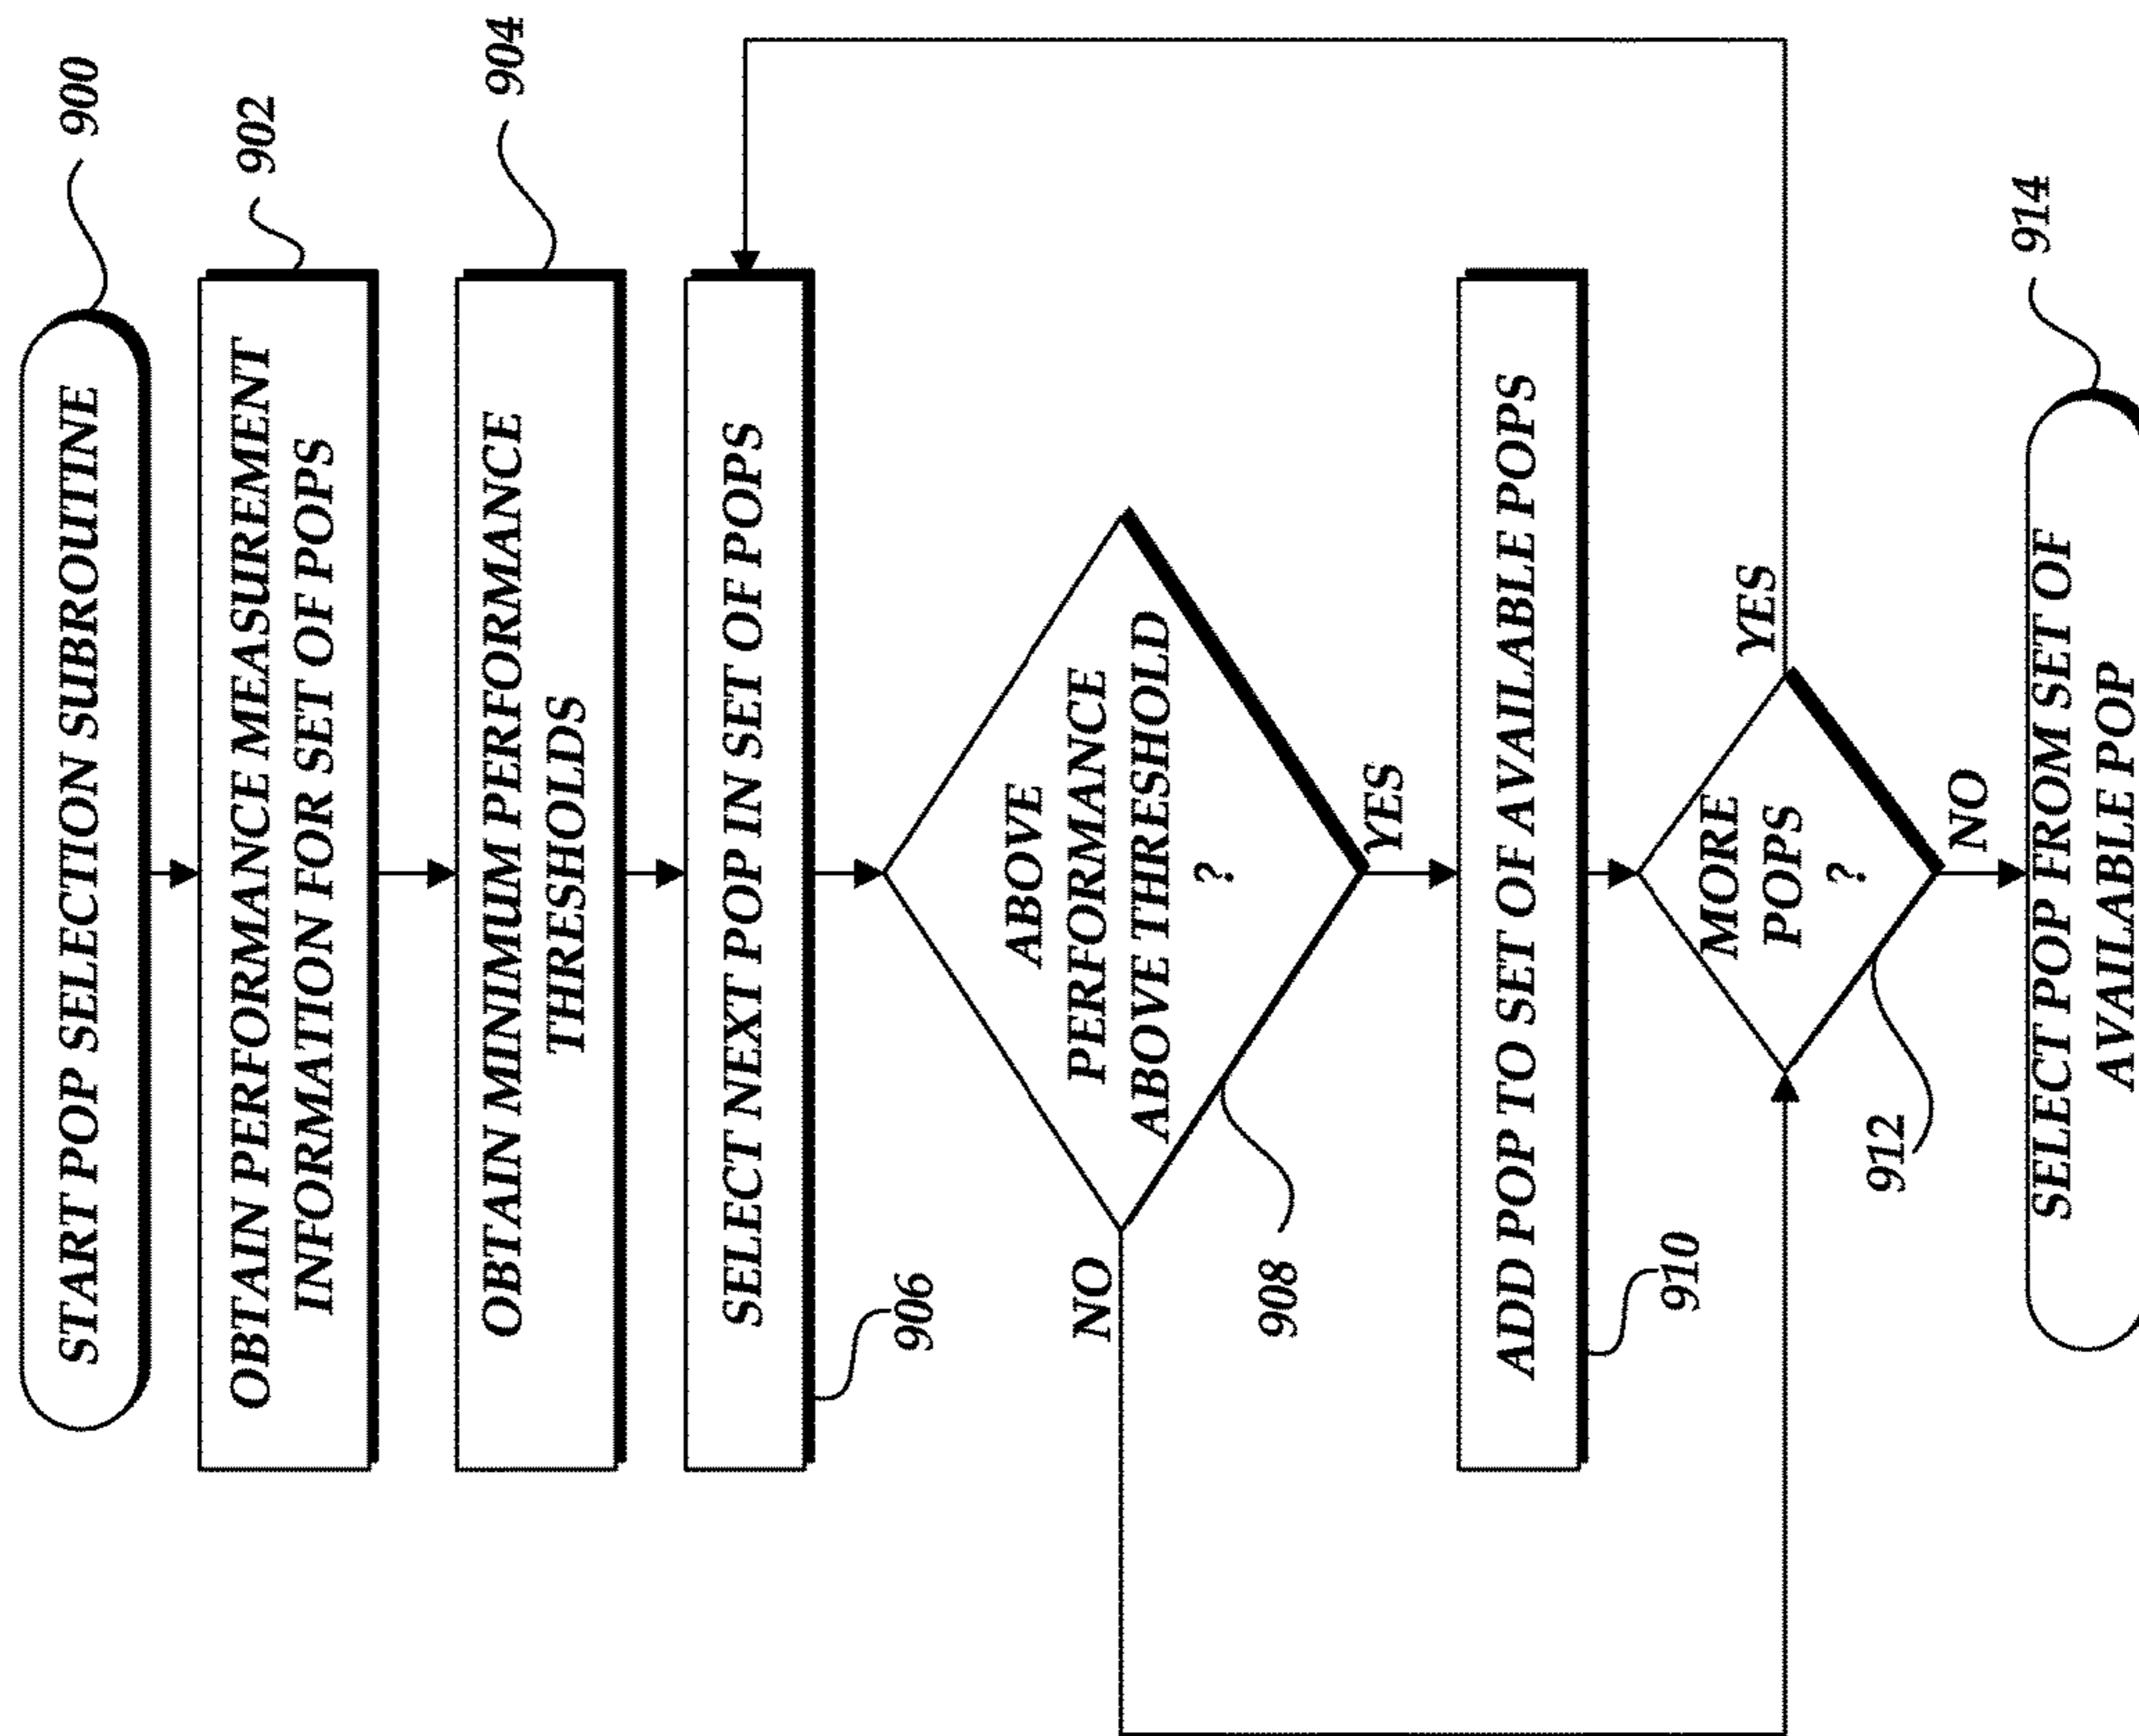 START POP SELECTION SUBROUTINE
900
OBTAIN PERFORMANCE MEASUREMENT
INFORMATION FOR SET OF POPS
902
OBTAIN MINIMUM PERFORMANCE
THRESHOLDS
904
SELECT NEXT POP IN SET OF POPS
906
ABOVE
PERFORMANCE
ABOVE THRESHOLD
?
NO
908
YES
ADD POP TO SET OF AVAILABLE POPS
910
MORE
POPS
?
YES
912
NO
SELECT POP FROM SET OF
AVAILABLE POP
914